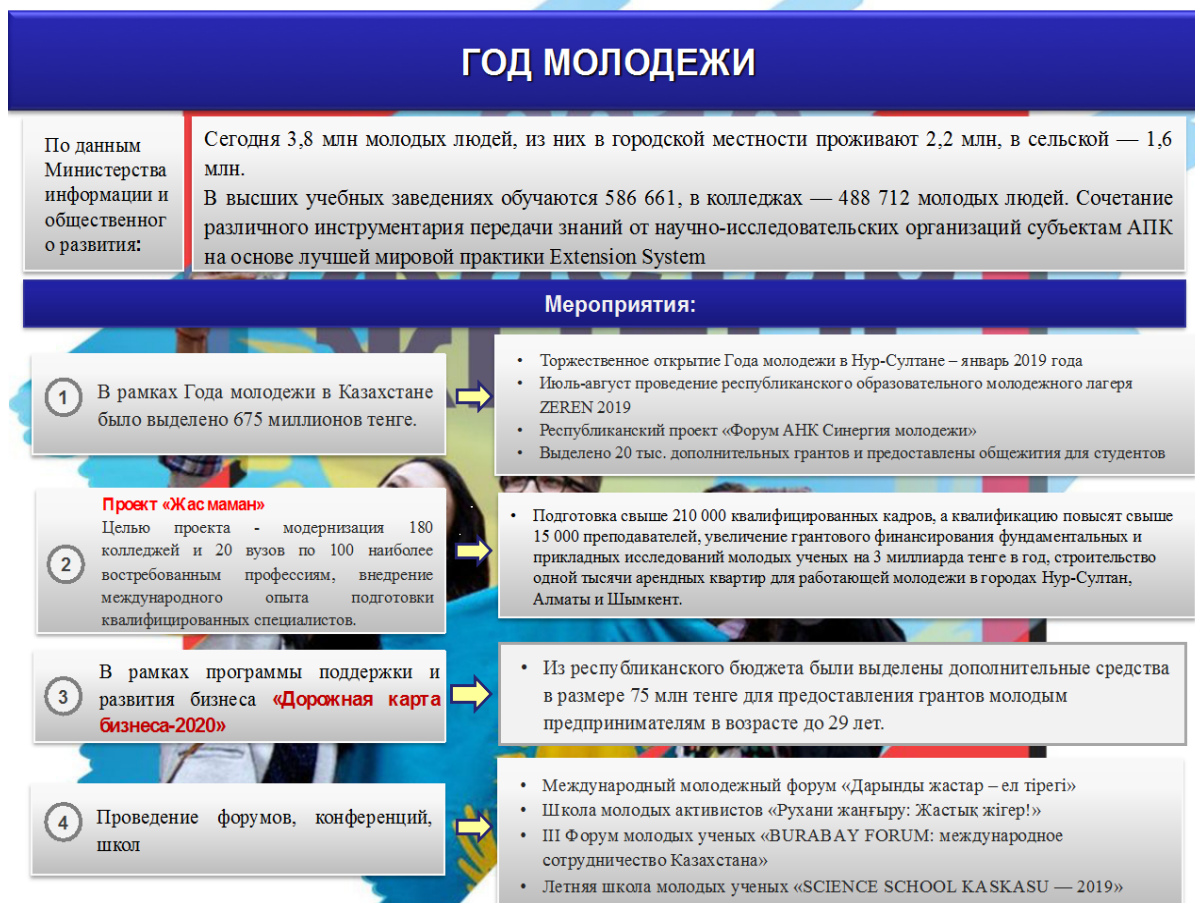 ГОД МОЛОДЕЖИ
По данным
Министерства
информации и
общественног
о развития:
Сегодня 3,8 млн молодых людей, из них в городской местности проживают 2,2 млн, в сельской — 1,6
млн.
В высших учебных заведениях обучаются 586 661, в колледжах — 488 712 молодых людей. Сочетание
различного инструментария передачи знаний от научно-исследовательских организаций субъектам АПК
на основе лучшей мировой практики Extension System
Мероприятия:
1
В рамках Года молодежи в Казахстане
было выделено 675 миллионов тенге.
• Торжественное открытие Года молодежи в Нур-Султане – январь 2019 года
• Июль-август проведение республиканского образовательного молодежного лагеря
ZEREN 2019
• Республиканский проект «Форум АНК Синергия молодежи»
• Выделено 20 тыс. дополнительных грантов и предоставлены общежития для студентов
2
Проект «Жас маман»
Целью проекта - модернизация 180
колледжей и 20 вузов по 100 наиболее
востребованным профессиям, внедрение
международного опыта подготовки
квалифицированных специалистов.
• Подготовка свыше 210 000 квалифицированных кадров, а квалификацию повысят свыше
15 000 преподавателей, увеличение грантового финансирования фундаментальных и
прикладных исследований молодых ученых на 3 миллиарда тенге в год, строительство
одной тысячи арендных квартир для работающей молодежи в городах Нур-Султан,
Алматы и Шымкент.
3
В рамках программы поддержки и
развития бизнеса «Дорожная карта
бизнеса-2020»
• Из республиканского бюджета были выделены дополнительные средства
в размере 75 млн тенге для предоставления грантов молодым
предпринимателям в возрасте до 29 лет.
4
Проведение форумов, конференций,
школ
• Международный молодежный форум «Дарынды жастар – ел тірегі»
• Школа молодых активистов «Рухани жаңғыру: Жастық жігер!»
• III Форум молодых ученых «BURABAY FORUM: международное
сотрудничество Казахстана»
• Летняя школа молодых ученых «SCIENCE SCHOOL KASKASU — 2019»